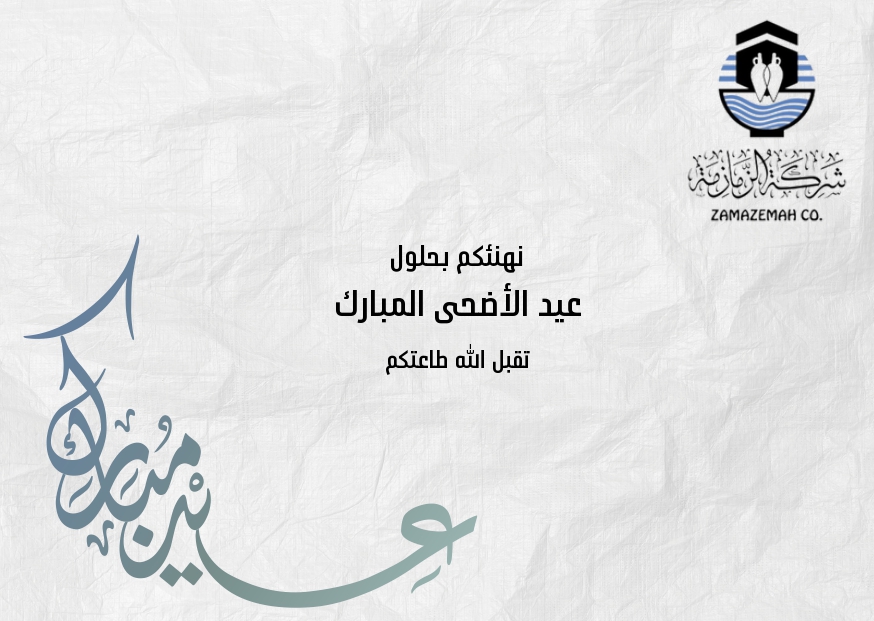 شركة الزمازمة
ZAMAZEMAH CO.
نهنئكم بحلول
عيد الأضحى المبارك
تقبل الله طاعتكم
عيد مبارك